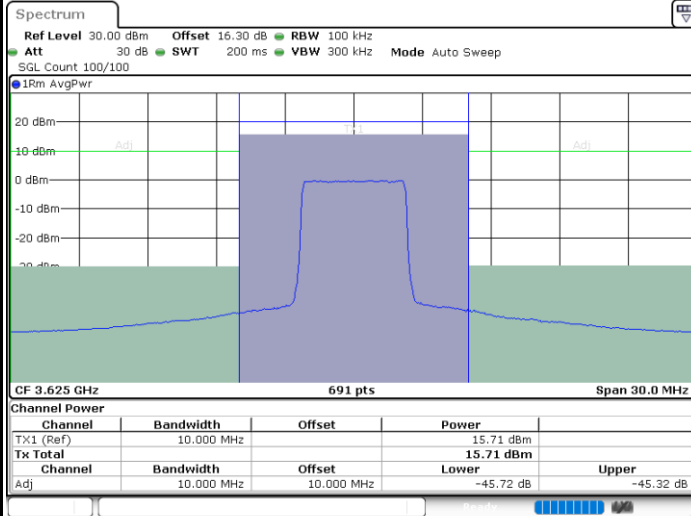 Spectrum
Ref Level 30.00 dBm Offset 16.30 dB RBW 100 kHz
Att 30 dB SWT 200 ms VBW 300 kHz Mode Auto Sweep
SGL Count 100/100
1Rm AvgPwr
20 dBm
TX1
Adj Adj
10 dBm
0 dBm
-10 dBm
-20 dBm
-30 dBm
CF 3.625 GHz 691 pts Span 30.0 MHz
Channel Power
Channel Bandwidth Offset Power
TX1 (Ref) 10.000 MHz 15.71 dBm
Tx Total 15.71 dBm
Channel Bandwidth Offset Lower Upper
Adj 10.000 MHz 10.000 MHz -45.72 dB -45.32 dB
Ready